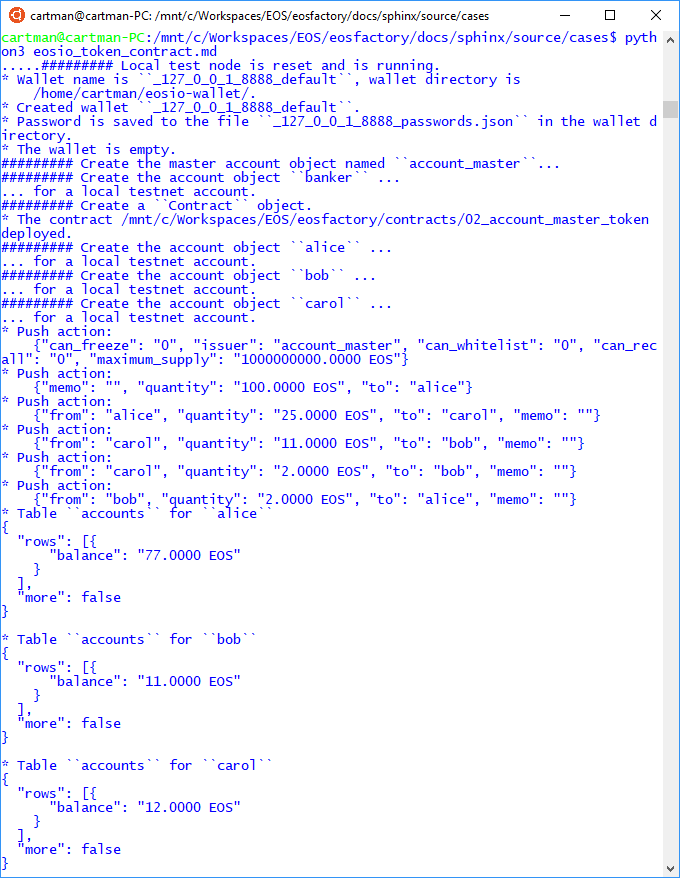 cartman@cartman-PC: /mnt/c/Workspaces/EOS/eosfactory/docs/sphinx/source/cases
cartman@cartman-PC:/mnt/c/Workspaces/EOS/eosfactory/docs/sphinx/source/cases$ pyth
on3 eosio_token_contract.md
.....######### Local test node is reset and is running.
* Wallet name is ``_127_0_0_1_8888_default``, wallet directory is
    /home/cartman/eosio-wallet/.
* Created wallet ``_127_0_0_1_8888_default``.
* Password is saved to the file ``_127_0_0_1_8888_passwords.json`` in the wallet d
irectory.
* The wallet is empty.
######### Create the master account object named ``account_master``...
######### Create the account object ``banker`` ...
... for a local testnet account.
######### Create a ``Contract`` object.
* The contract /mnt/c/Workspaces/EOS/eosfactory/contracts/02_account_master_token
deployed.
######### Create the account object ``alice`` ...
... for a local testnet account.
######### Create the account object ``bob`` ...
... for a local testnet account.
######### Create the account object ``carol`` ...
... for a local testnet account.
* Push action:
    {"can_freeze": "0", "issuer": "account_master", "can_whitelist": "0", "can_rec
all": "0", "maximum_supply": "1000000000.0000 EOS"}
* Push action:
    {"memo": "", "quantity": "100.0000 EOS", "to": "alice"}
* Push action:
    {"from": "alice", "quantity": "25.0000 EOS", "to": "carol", "memo": ""}
* Push action:
    {"from": "carol", "quantity": "11.0000 EOS", "to": "bob", "memo": ""}
* Push action:
    {"from": "carol", "quantity": "2.0000 EOS", "to": "bob", "memo": ""}
* Push action:
    {"from": "bob", "quantity": "2.0000 EOS", "to": "alice", "memo": ""}
* Table ``accounts`` for ``alice``
{
  "rows": [{
      "balance": "77.0000 EOS"
    }
  ],
  "more": false
}

* Table ``accounts`` for ``bob``
{
  "rows": [{
      "balance": "11.0000 EOS"
    }
  ],
  "more": false
}

* Table ``accounts`` for ``carol``
{
  "rows": [{
      "balance": "12.0000 EOS"
    }
  ],
  "more": false
}